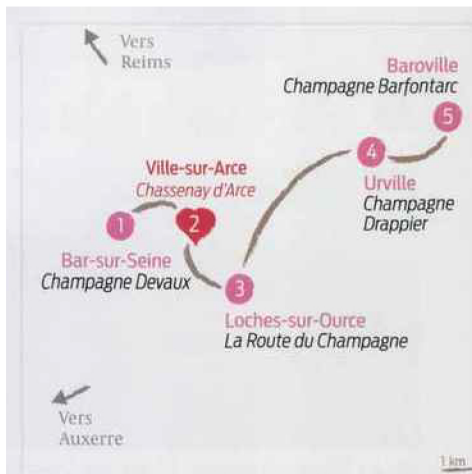 Vers
Reims
Baroville
Champagne Barfontarc
5
4
Urville
Champagne
Drappier
Ville-sur-Arce
Chassenay d'Arce
1
2
Bar-sur-Seine
Champagne Devaux
3
Loches-sur-Ource
La Route du Champagne
Vers
Auxerre
1 km